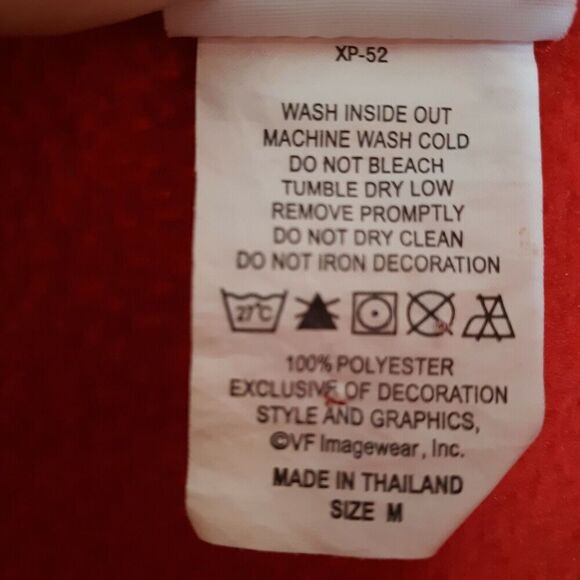 XP-52
WASH INSIDE OUT
MACHINE WASH COLD
DO NOT BLEACH
TUMBLE DRY LOW
REMOVE PROMPTLY
DO NOT DRY CLEAN
DO NOT IRON DECORATION
27°C
100% POLYESTER
EXCLUSIVE OF DECORATION
STYLE AND GRAPHICS,
©VF Imagewear, Inc.
MADE IN THAILAND
SIZE M